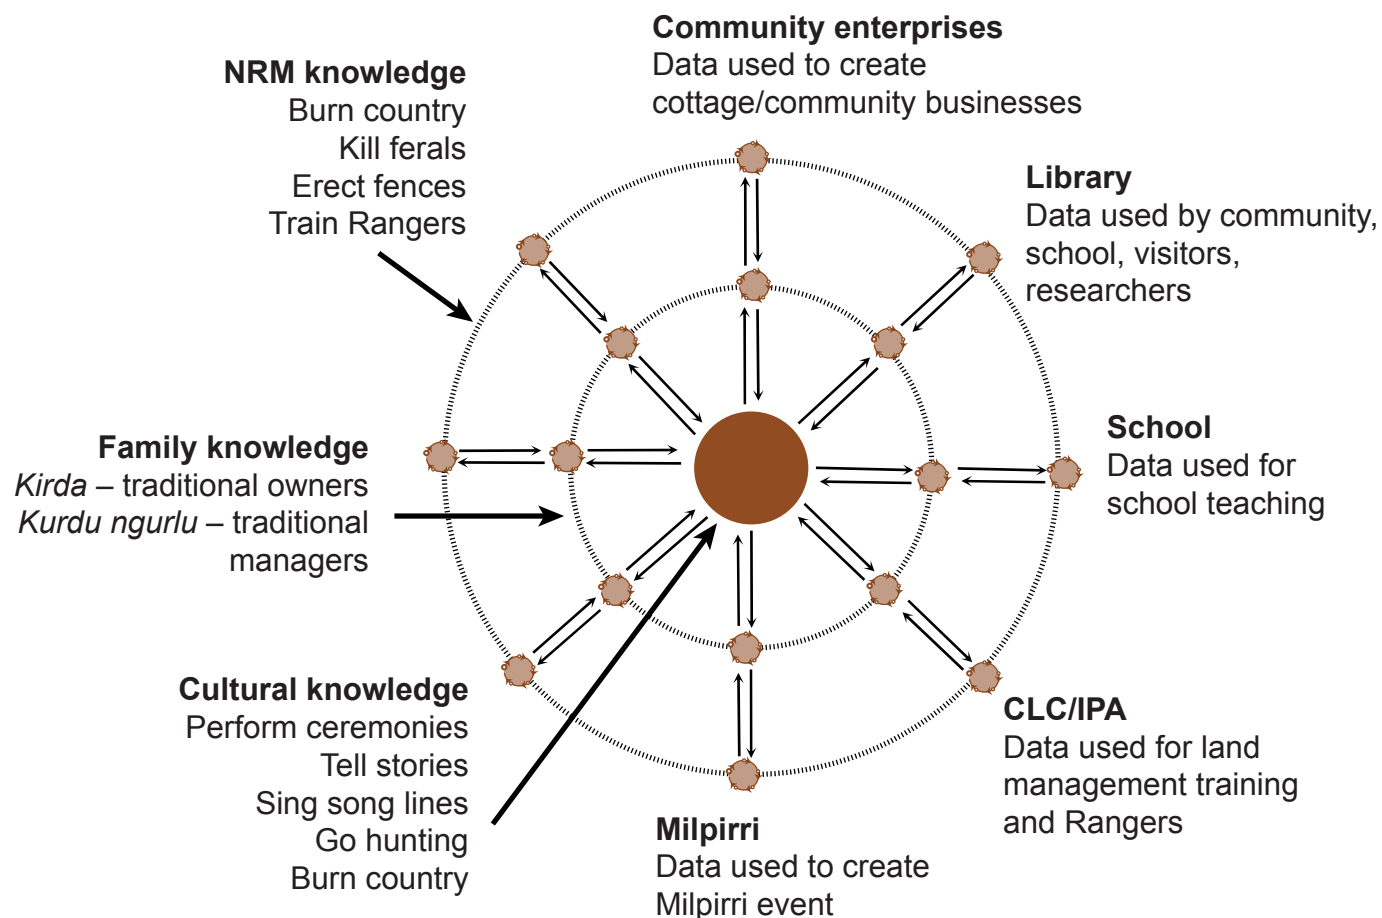 Community enterprises
Data used to create
cottage/community businesses
NRM knowledge
Burn country
Kill ferals
Erect fences
Train Rangers
Library
Data used by community,
school, visitors,
researchers
Family knowledge
Kirda – traditional owners
Kurdu ngurlu – traditional
managers
School
Data used for
school teaching
Cultural knowledge
Perform ceremonies
Tell stories
Sing song lines
Go hunting
Burn country
CLC/IPA
Data used for land
management training
and Rangers
Milpirri
Data used to create
Milpirri event